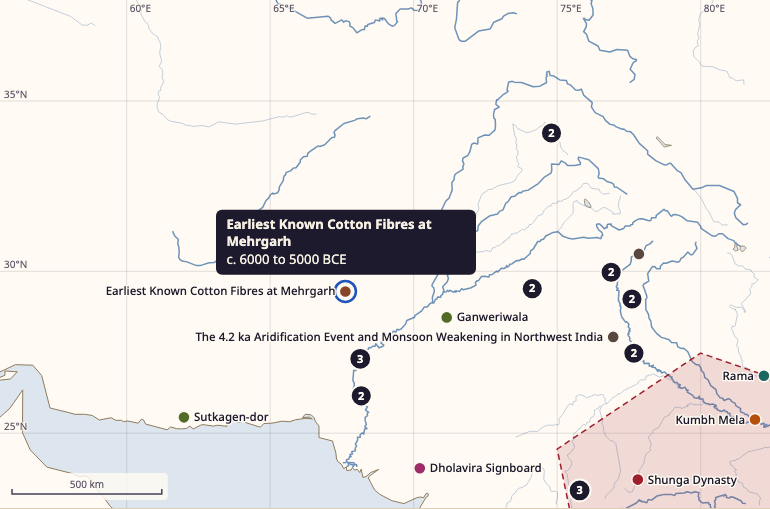 60°E
65°E
70°E
75°E
80°E
35°N
2
Earliest Known Cotton Fibres at
Mehrgarh
c. 6000 to 5000 BCE
30°N
2
Earliest Known Cotton Fibres at Mehrgarh
2
2
Ganweriwala
The 4.2 ka Aridification Event and Monsoon Weakening in Northwest India
3
2
Rama
2
Sutkagen-dor
Kumbh Mela
25°N
Dholavira Signboard
500 km
3
Shunga Dynasty